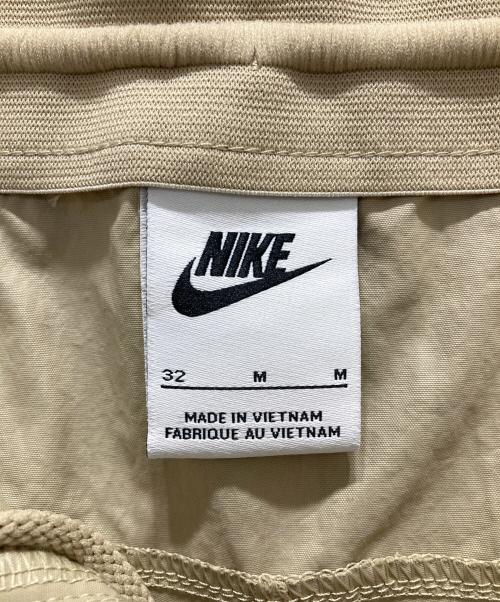 NIKE
32 M M
MADE IN VIETNAM
FABRIQUE AU VIETNAM